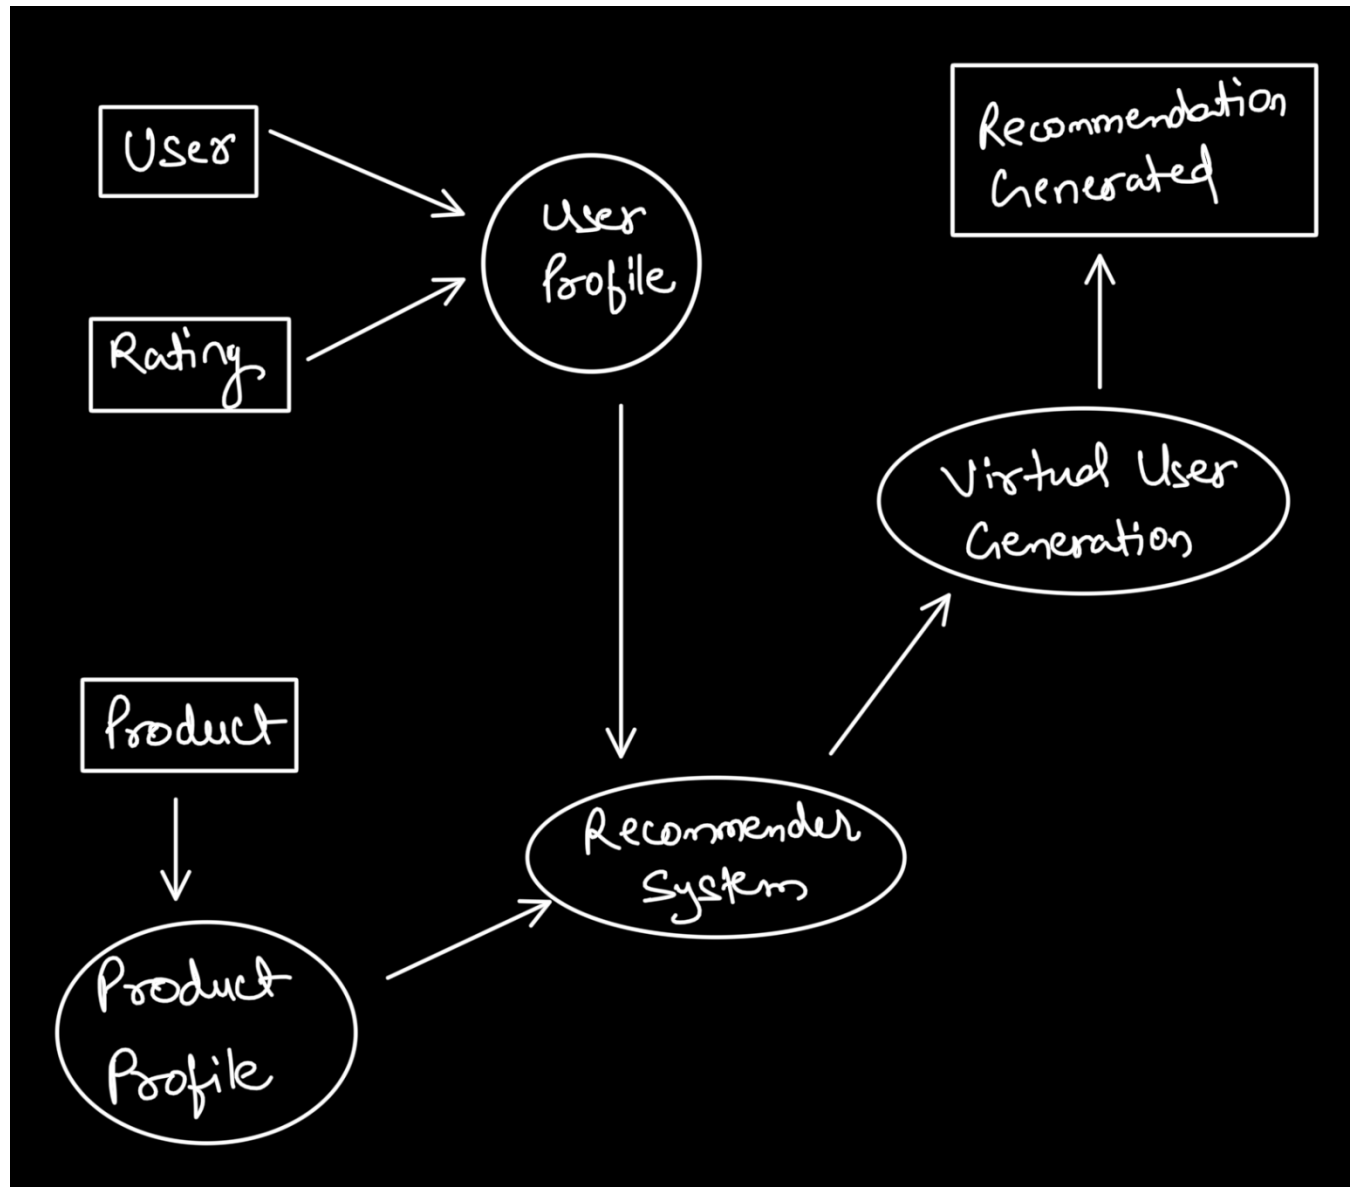 User
Rating
User
Profile
Product
Product
Profile
Recommender
System
Virtual User
Generation
Recommendation
Generated